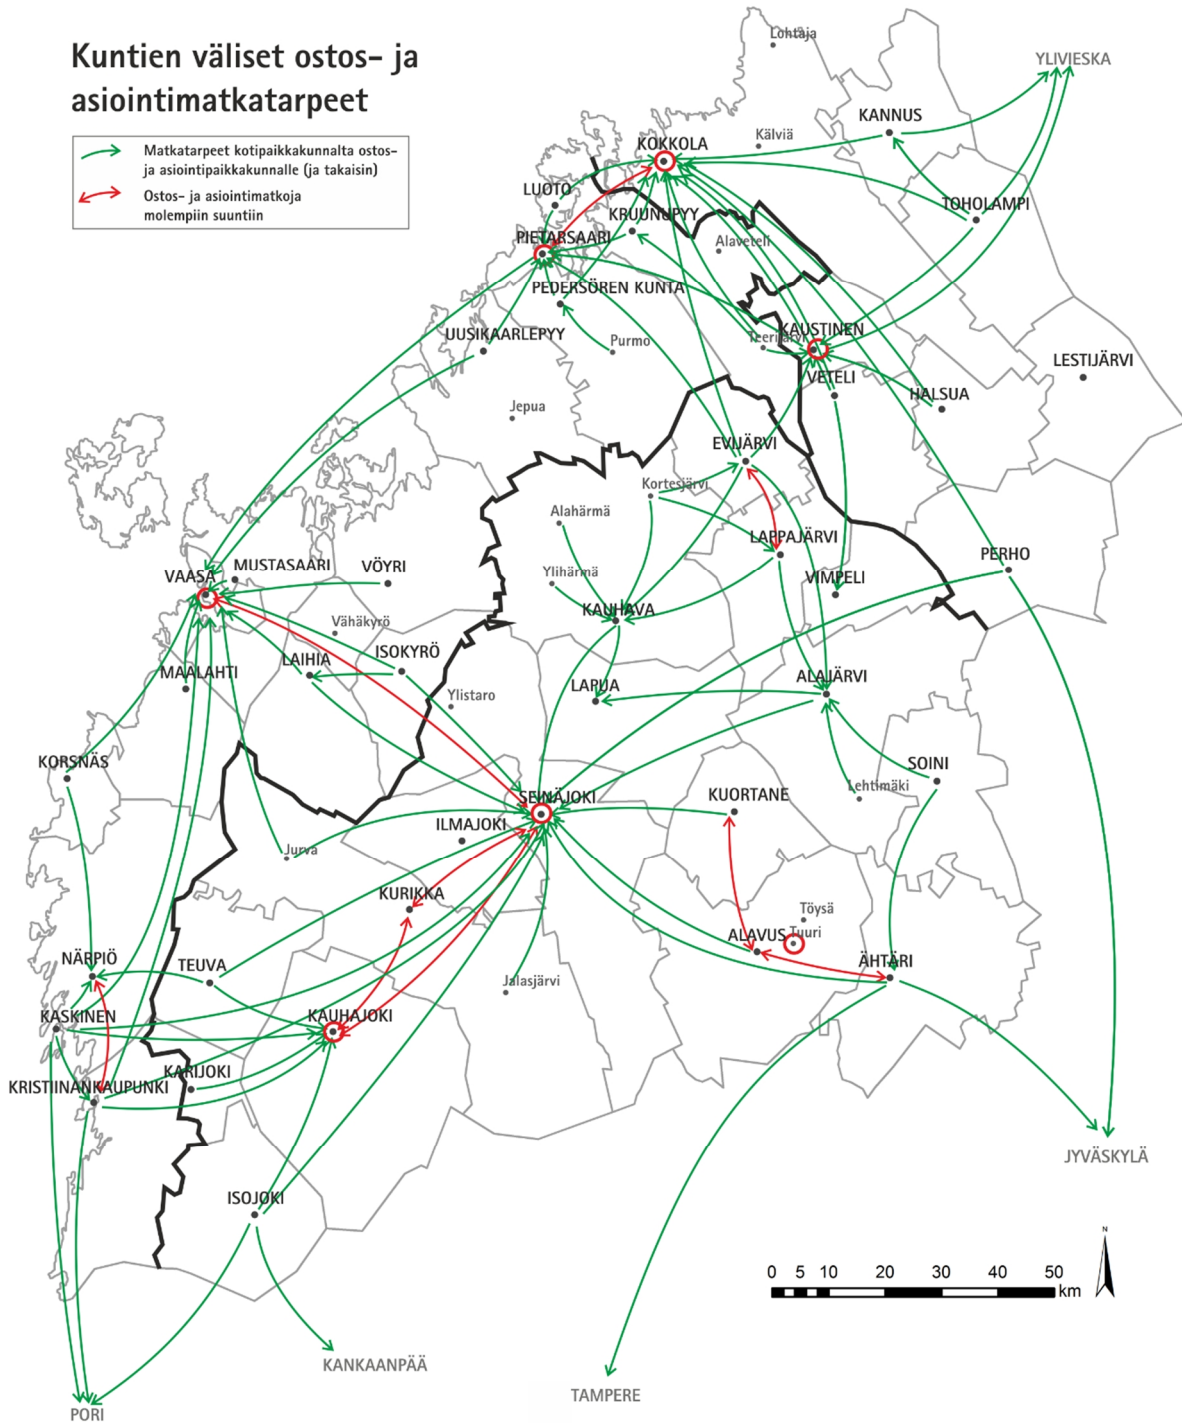 Kuntien väliset ostos- ja
asiointimatkatarpeet
Matkatarpeet kotipaikkakunnalta ostos-
ja asiointipaikkakunnalle (ja takaisin)
Ostos- ja asiointimatkoja
molempiin suuntiin
Lohtaja
YLIVIESKA
KANNUS
Kälviä
KOKKOLA
LUOTO
TOHOLAMPI
KRUUNUPYY
PIETARSAARI
Alaveteli
PEDERSÖREN KUNTA
UUSIKAARLEPYY
Purmo
Teerijärvi
KAUSTINEN
LESTIJÄRVI
VETELI
HALSUA
Jepua
EVIJÄRVI
Kortesjärvi
Alahärmä
LAPPAJÄRVI
PERHO
VAASA
MUSTASAARI
VÖYRI
Ylihärmä
VIMPELI
KAUHAVA
Vähäkyrö
ISOKYRÖ
LAIHIA
MAALAHTI
Ylistaro
LAPUA
ALAJÄRVI
KORSNÄS
SOINI
Lehtimäki
SEINÄJOKI
KUORTANE
ILMAJOKI
Jurva
KURIKKA
Töysä
ALAVUS
Tuuri
NÄRPIÖ
TEUVA
ÄHTÄRI
Jalasjärvi
KASKINEN
KAUHAJOKI
KARIJOKI
KRISTIINANKAUPUNKI
JYVÄSKYLÄ
ISOJOKI
N
0 5 10 20 30 40 50
km
KANKAANPÄÄ
TAMPERE
PORI